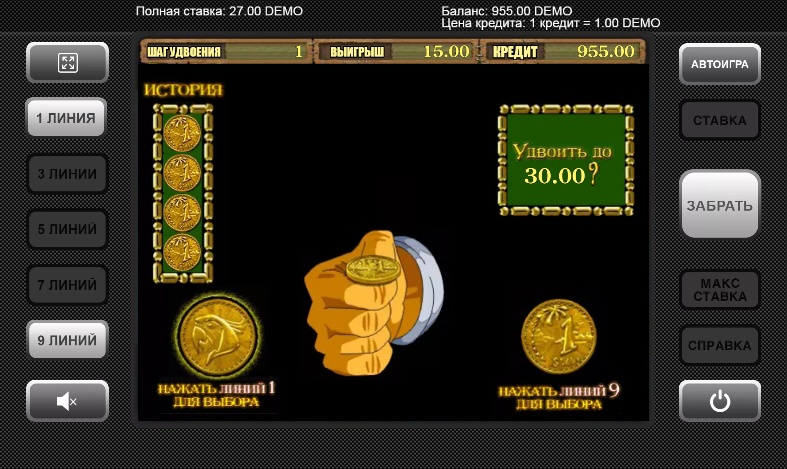 Полная ставка: 27.00 DEMO
Баланс: 955.00 DEMO
Цена кредита: 1 кредит = 1.00 DEMO
ШАГ УДВОЕНИЯ 1 ВЫИГРЫШ 15.00 КРЕДИТ 955.00
АВТОИГРА
ИСТОРИЯ
1 ЛИНИЯ
СТАВКА
3 ЛИНИИ
Удвоить до
30.00?
ЗАБРАТЬ
5 ЛИНИЙ
7 ЛИНИЙ
МАКС
СТАВКА
9 ЛИНИЙ
СПРАВКА
НАЖАТЬ ЛИНИЙ 1
ДЛЯ ВЫБОРА
НАЖАТЬ ЛИНИЙ 9
ДЛЯ ВЫБОРА